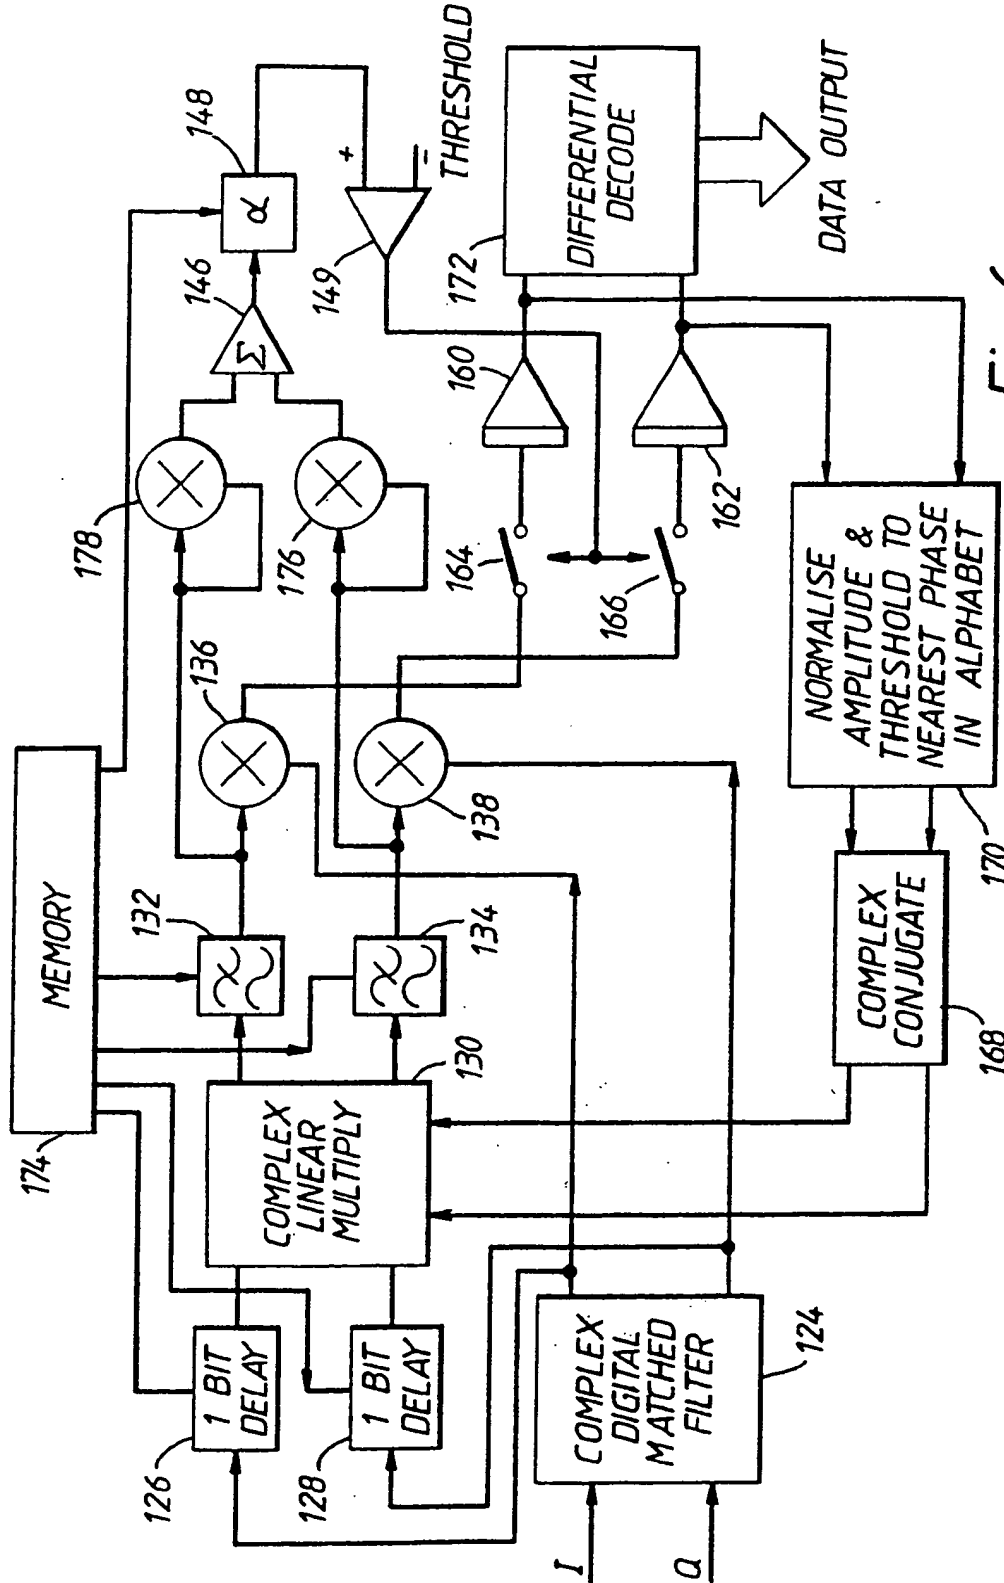 MEMORY
174
178
146
148
α
Σ
+
-
THRESHOLD
149
132
136
176
134
138
130
COMPLEX
LINEAR
MULTIPLY
1 BIT
DELAY
126
1 BIT
DELAY
128
164
166
160
162
172
DIFFERENTIAL
DECODE
DATA OUTPUT
I
Q
COMPLEX
DIGITAL
MATCHED
FILTER
124
COMPLEX
CONJUGATE
168
NORMALISE
AMPLITUDE &
THRESHOLD TO
NEAREST PHASE
IN ALPHABET
170